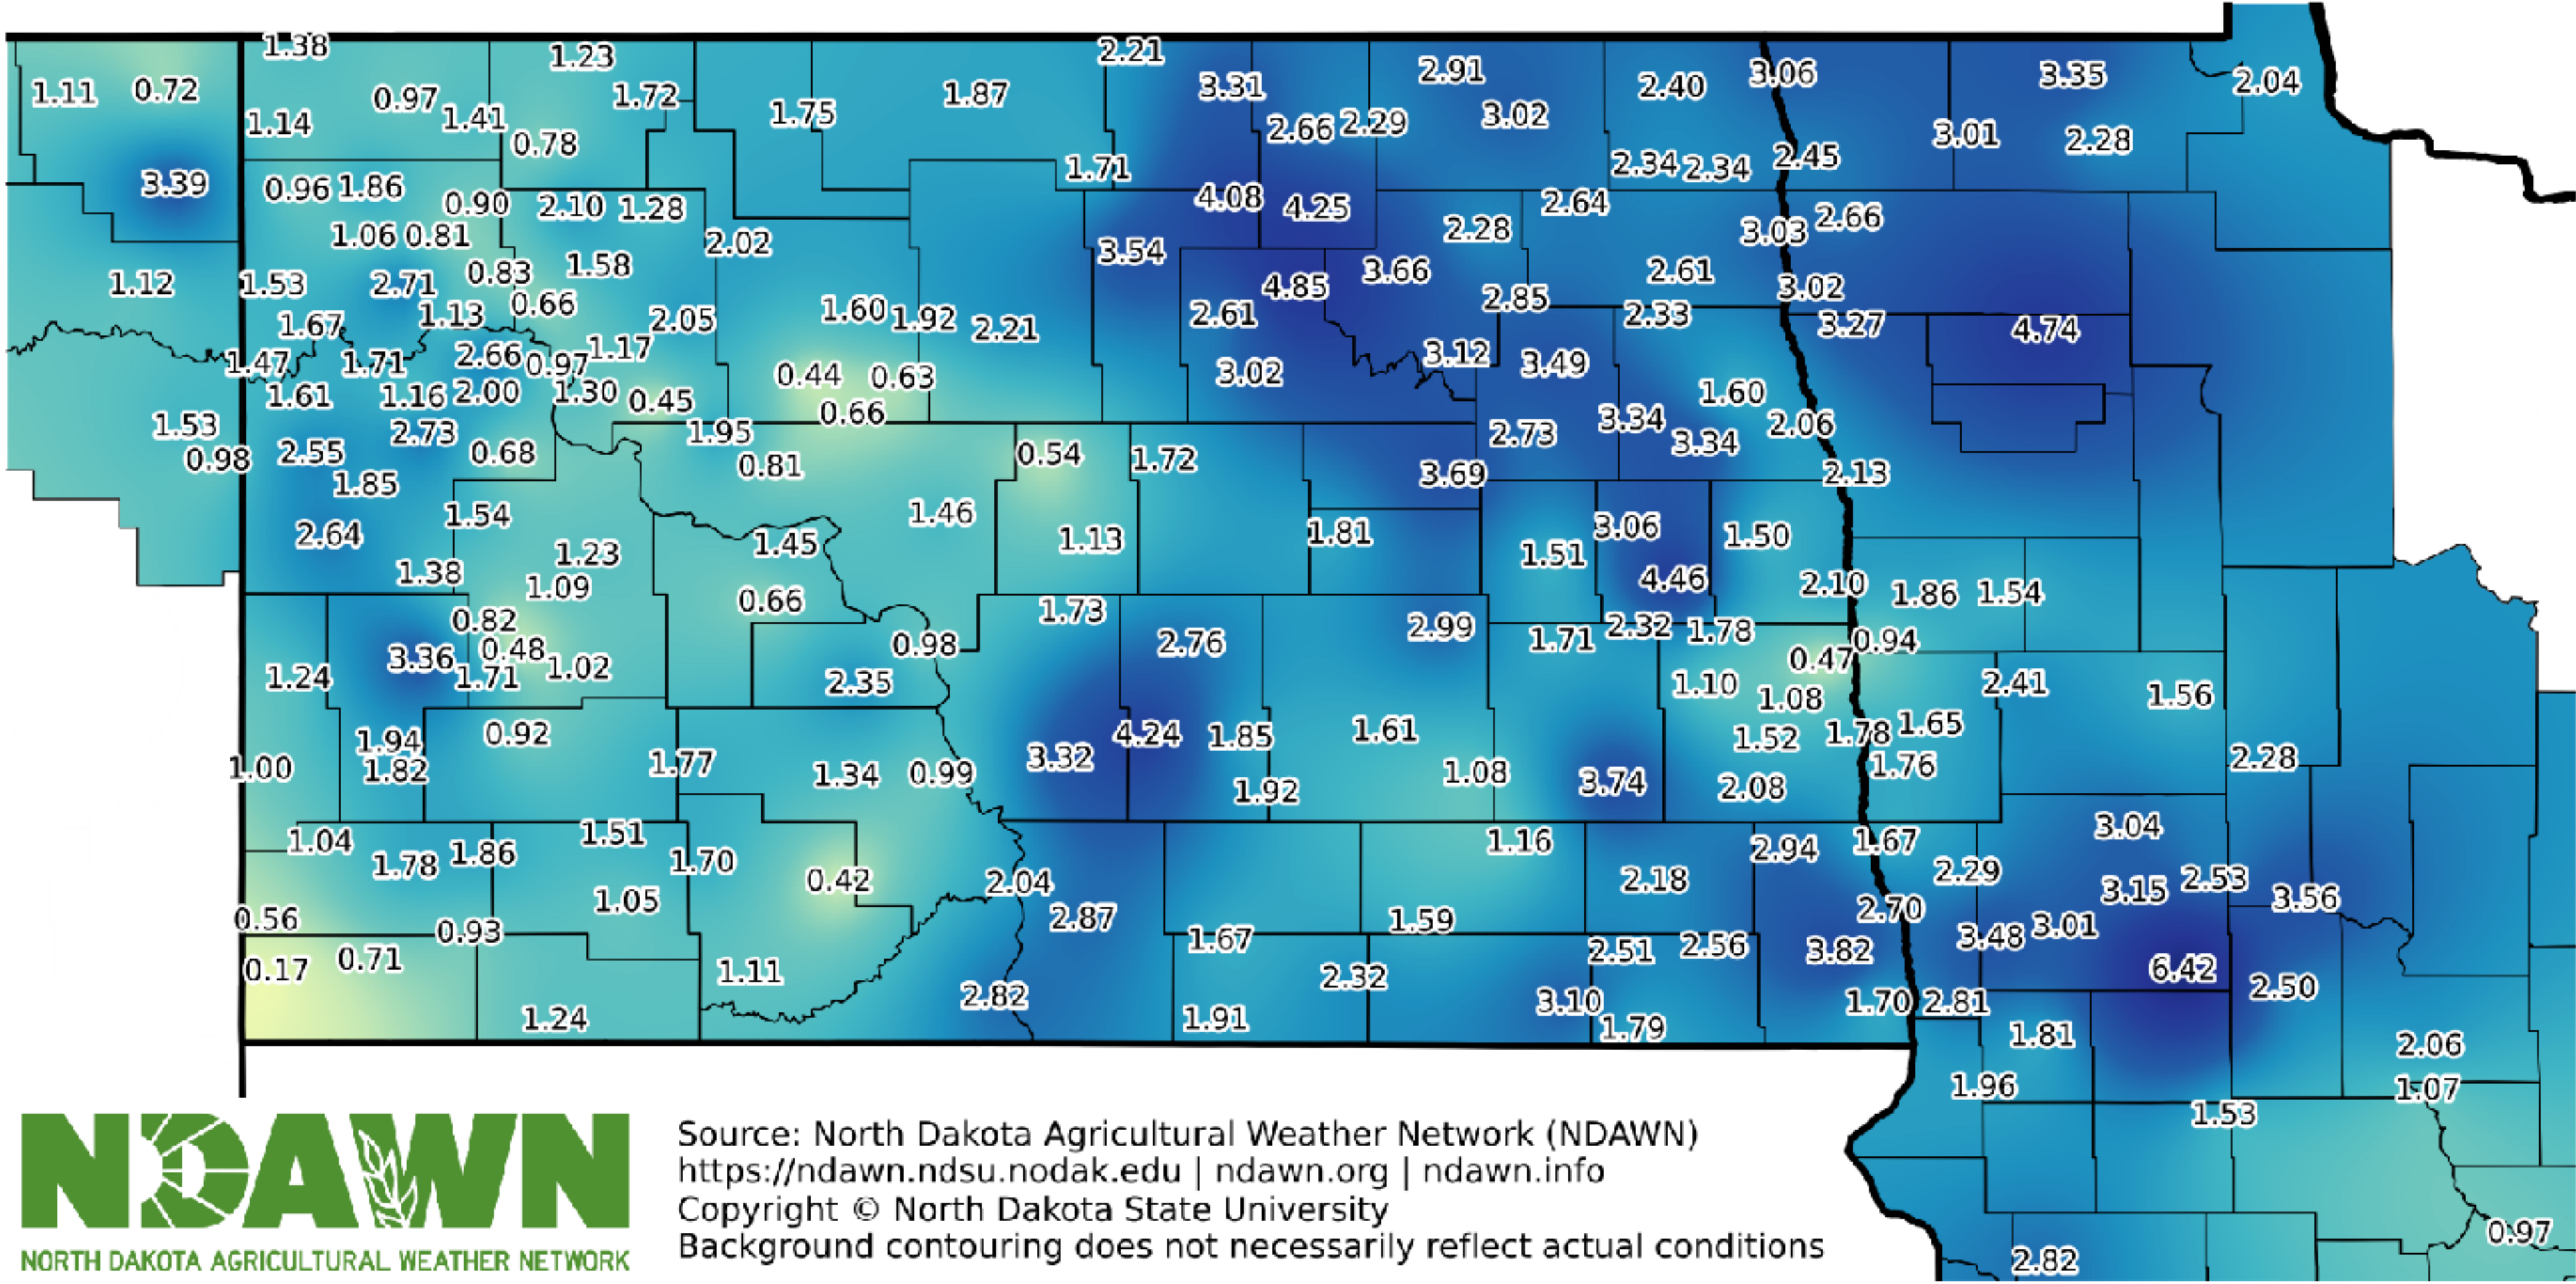 1.38 1.23 2.21
1.11 0.72 0.97 1.72 1.87 3.31 2.91 2.40 3.06 3.35 2.04
1.14 1.41 0.78 1.75 2.66 2.29 3.02 3.01 2.28
3.39 1.71 2.34 2.34 2.45
0.96 1.86 0.90 2.10 1.28 4.08 4.25 2.64
1.06 0.81 2.02 3.54 2.28 3.03 2.66
1.12 1.53 2.71 0.83 1.58 4.85 3.66 2.61 3.02
0.66 2.85
1.67 1.13 2.05 1.60 1.92 2.21 2.61 2.33 3.27 4.74
1.47 1.71 2.66 0.97 1.17 3.12 3.49
1.61 1.16 2.00 1.30 0.45 0.44 0.63 3.02 1.60
0.66
1.53 2.73 1.95 2.73 3.34 2.06
0.98 2.55 0.68 0.81 0.54 1.72 3.34
1.85 3.69 2.13
2.64 1.54 1.46 1.81 3.06 1.50
1.23 1.45 1.13 1.51
1.38 1.09 4.46 2.10 1.86 1.54
0.82 0.66 1.73 2.99 2.32 1.78
3.36 0.48 0.98 2.76 1.71 0.47 0.94
1.24 1.71 1.02 2.35 1.10 1.08 2.41 1.56
1.94 0.92 4.24 1.85 1.61 1.52 1.78 1.65
1.00 1.82 1.77 1.34 0.99 3.32 1.92 1.08 3.74 2.08 1.76 2.28
1.04 1.78 1.86 1.51 1.70 1.16 2.94 1.67 3.04
0.42 2.04 2.18 2.29 3.15 2.53 3.56
0.56 0.93 1.05 2.87 1.67 1.59 2.70 3.48 3.01
0.17 0.71 1.11 2.32 2.51 2.56 3.82 6.42 2.50
1.24 2.82 1.91 3.10 1.79 1.70 2.81 1.81 2.06
1.96 1.07
1.53
0.97
2.82
NDAWN
NORTH DAKOTA AGRICULTURAL WEATHER NETWORK
Source: North Dakota Agricultural Weather Network (NDAWN)
https://ndawn.ndsu.nodak.edu | ndawn.org | ndawn.info
Copyright © North Dakota State University
Background contouring does not necessarily reflect actual conditions